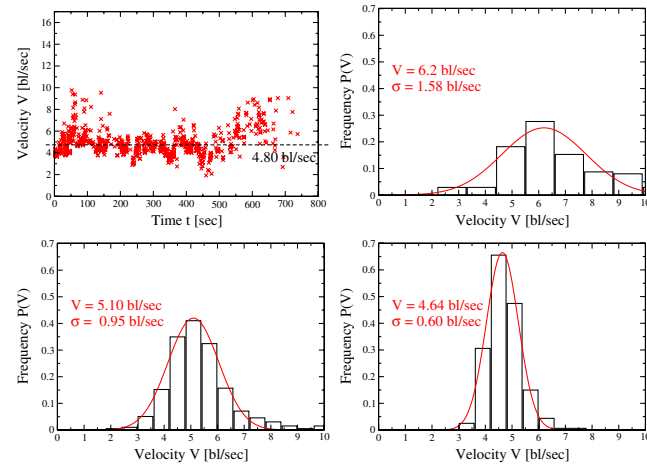 Velocity V [bl/sec]
16
14
12
10
8
6
4
2
0
4.80 bl/sec
0 100 200 300 400 500 600 700 800
Time t [sec]
Frequency P(V)
0.7
0.6
0.5
0.4
0.3
0.2
0.1
0
V = 6.2 bl/sec
σ = 1.58 bl/sec
0 1 2 3 4 5 6 7 8 9 10
Velocity V [bl/sec]
Frequency P(V)
0.7
0.6
0.5
0.4
0.3
0.2
0.1
0
V = 5.10 bl/sec
σ = 0.95 bl/sec
0 1 2 3 4 5 6 7 8 9 10
Velocity V [bl/sec]
Frequency P(V)
0.7
0.6
0.5
0.4
0.3
0.2
0.1
0
V = 4.64 bl/sec
σ = 0.60 bl/sec
0 1 2 3 4 5 6 7 8 9 10
Velocity V [bl/sec]